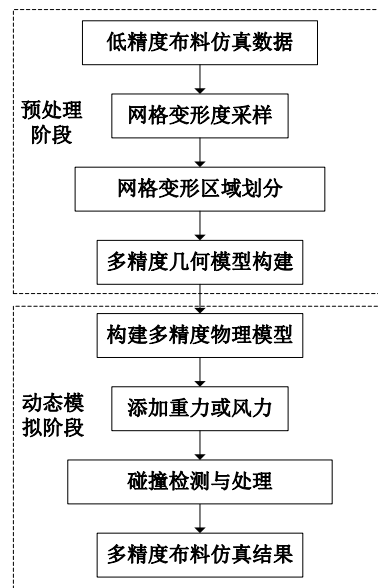 低精度布料仿真数据
网格变形度采样
预处理
阶段
网格变形区域划分
多精度几何模型构建
构建多精度物理模型
动态模
拟阶段
添加重力或风力
碰撞检测与处理
多精度布料仿真结果